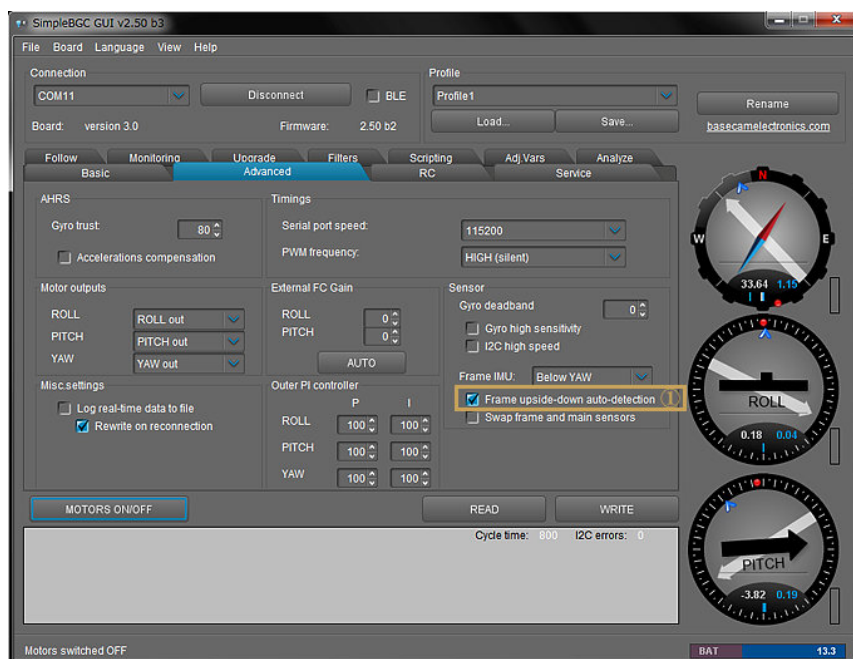 SimpleBGC GUI v2.50 b3
File Board Language View Help
Connection
COM11
Disconnect
BLE
Board: version 3.0
Firmware: 2.50 b2
Profile
Profile1
Load...
Save...
Rename
basecamelectronics.com
Follow Monitoring Upgrade Filters Scripting Adj.Vars Analyze
Basic Advanced RC Service
AHRS
Gyro trust: 80
Accelerations compensation
Timings
Serial port speed: 115200
PWM frequency: HIGH (silent)
Motor outputs
ROLL ROLL out
PITCH PITCH out
YAW YAW out
External FC Gain
ROLL 0
PITCH 0
AUTO
Sensor
Gyro deadband 0
Gyro high sensitivity
I2C high speed
Frame IMU: Below YAW
Frame upside-down auto-detection ①
Swap frame and main sensors
Misc.settings
Log real-time data to file
Rewrite on reconnection
Outer PI controller
P I
ROLL 100 100
PITCH 100 100
YAW 100 100
MOTORS ON/OFF
READ
WRITE
Cycle time: 800 I2C errors: 0
N
W E
33.64 1.15
ROLL
0.18 0.04
PITCH
-3.82 0.19
Motors switched OFF
BAT 13.3